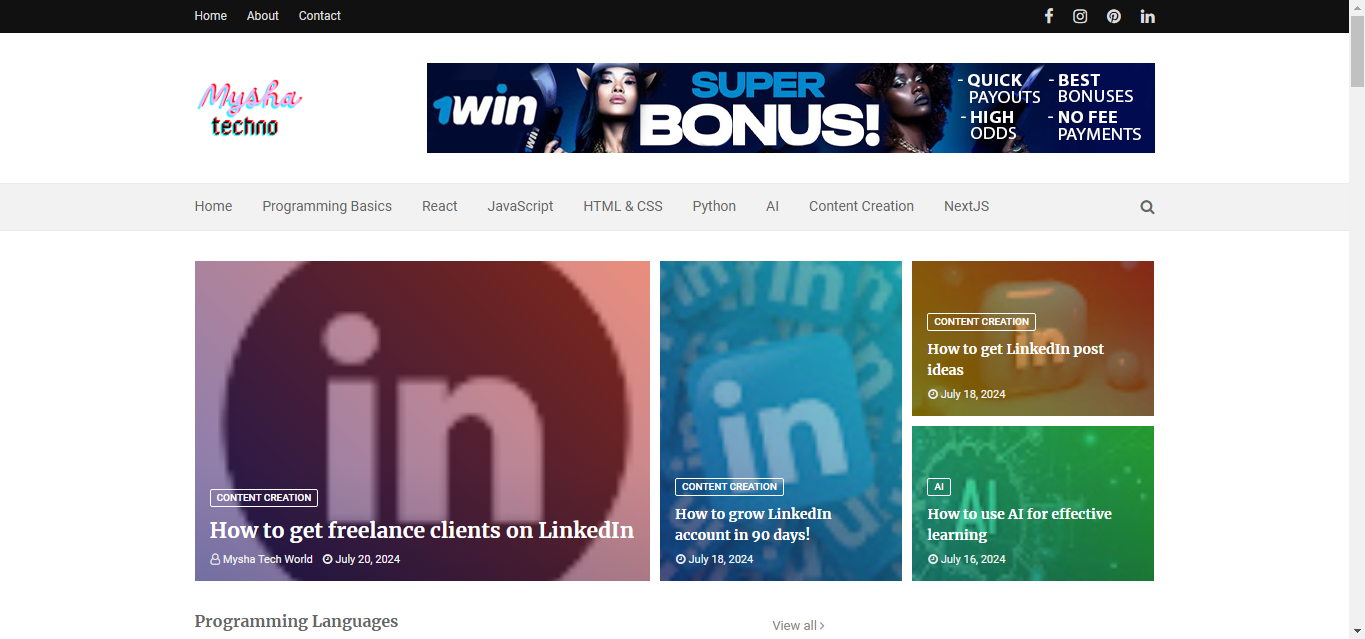 Home About Contact
Mysha
techno
1win
SUPER
BONUS!
- QUICK
PAYOUTS
- HIGH
ODDS
- BEST
BONUSES
- NO FEE
PAYMENTS
Home Programming Basics React JavaScript HTML & CSS Python AI Content Creation NextJS
in
CONTENT CREATION
How to get freelance clients on LinkedIn
Mysha Tech World July 20, 2024
in
CONTENT CREATION
How to grow LinkedIn
account in 90 days!
July 18, 2024
in
CONTENT CREATION
How to get LinkedIn post
ideas
July 18, 2024
AI
AI
How to use AI for effective
learning
July 16, 2024
Programming Languages
View all